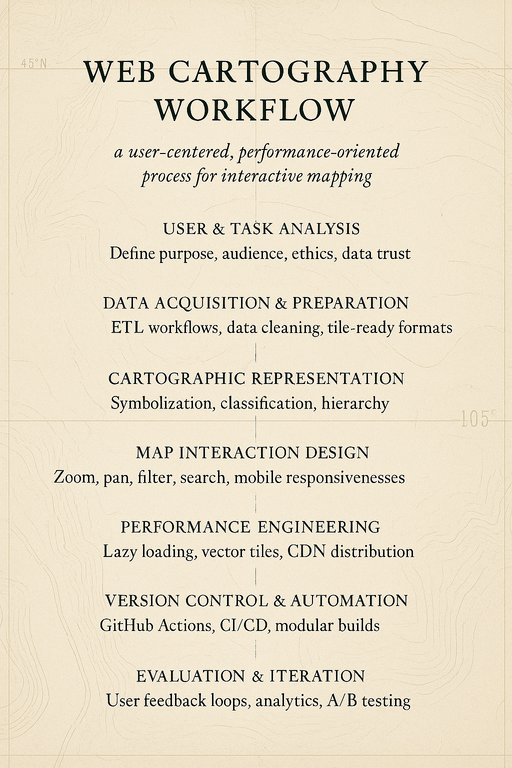 45°N
WEB CARTOGRAPHY
WORKFLOW
a user-centered, performance-oriented
process for interactive mapping
USER & TASK ANALYSIS
Define purpose, audience, ethics, data trust
DATA ACQUISITION & PREPARATION
ETL workflows, data cleaning, tile-ready formats
CARTOGRAPHIC REPRESENTATION
Symbolization, classification, hierarchy
105°
MAP INTERACTION DESIGN
Zoom, pan, filter, search, mobile responsivenesses
PERFORMANCE ENGINEERING
Lazy loading, vector tiles, CDN distribution
VERSION CONTROL & AUTOMATION
GitHub Actions, CI/CD, modular builds
EVALUATION & ITERATION
User feedback loops, analytics, A/B testing